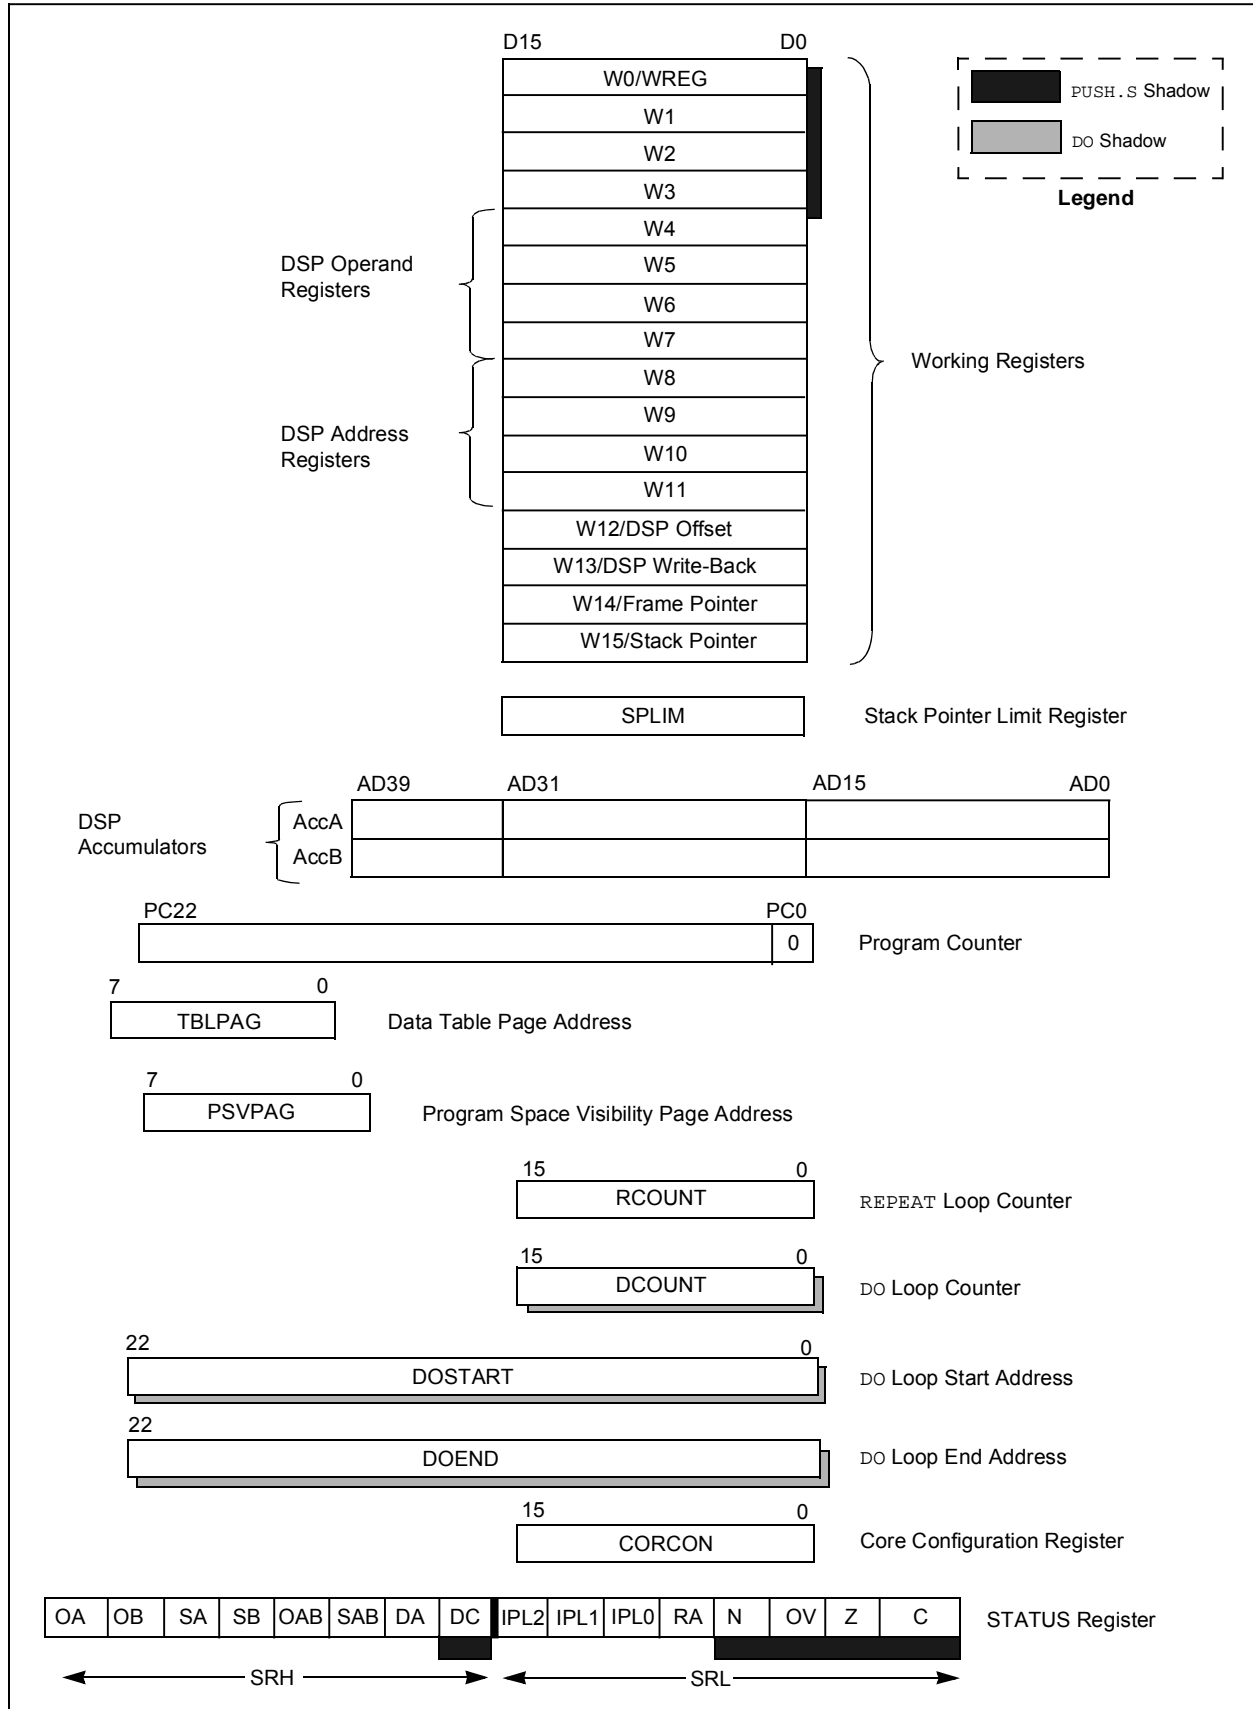 D15 D0
W0/WREG
W1
W2
W3
W4
W5
W6
W7
W8
W9
W10
W11
W12/DSP Offset
W13/DSP Write-Back
W14/Frame Pointer
W15/Stack Pointer
PUSH.S Shadow
DO Shadow
Legend
DSP Operand
Registers
DSP Address
Registers
Working Registers
SPLIM Stack Pointer Limit Register
AD39 AD31 AD15 AD0
DSP
Accumulators
AccA
AccB
PC22 PC0
0 Program Counter
7 0
TBLPAG Data Table Page Address
7 0
PSVPAG Program Space Visibility Page Address
15 0
RCOUNT REPEAT Loop Counter
15 0
DCOUNT DO Loop Counter
22 0
DOSTART DO Loop Start Address
22
DOEND DO Loop End Address
15 0
CORCON Core Configuration Register
OA OB SA SB OAB SAB DA DC IPL2 IPL1 IPL0 RA N OV Z C STATUS Register
SRH SRL